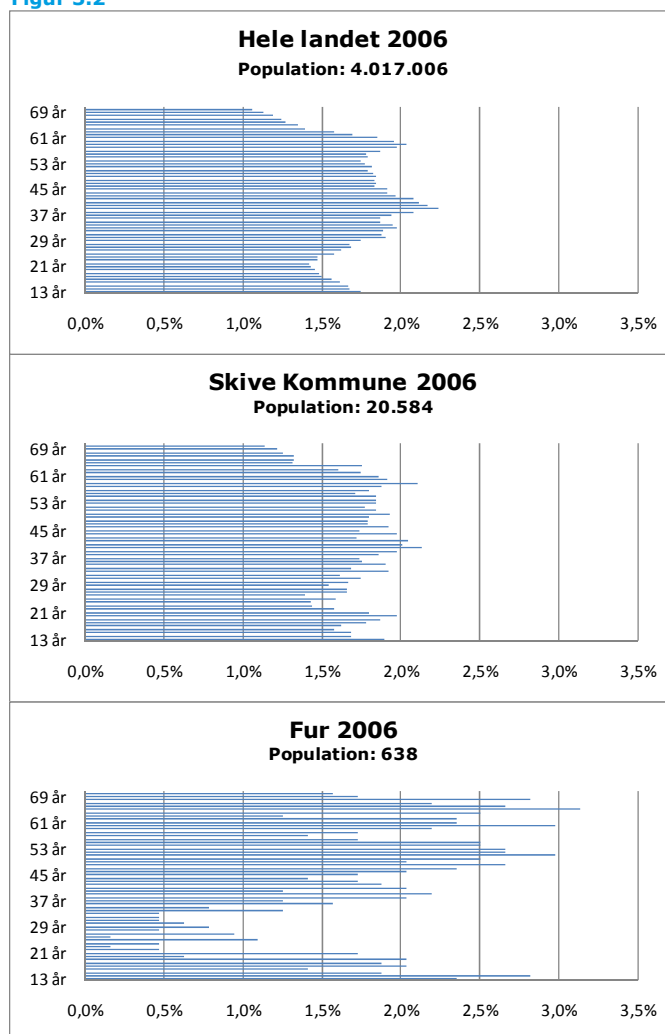 Figur 3.2
Hele landet 2006
Population: 4.017.006
69 år
61 år
53 år
45 år
37 år
29 år
21 år
13 år
0,0% 0,5% 1,0% 1,5% 2,0% 2,5% 3,0% 3,5%
Skive Kommune 2006
Population: 20.584
69 år
61 år
53 år
45 år
37 år
29 år
21 år
13 år
0,0% 0,5% 1,0% 1,5% 2,0% 2,5% 3,0% 3,5%
Fur 2006
Population: 638
69 år
61 år
53 år
45 år
37 år
29 år
21 år
13 år
0,0% 0,5% 1,0% 1,5% 2,0% 2,5% 3,0% 3,5%